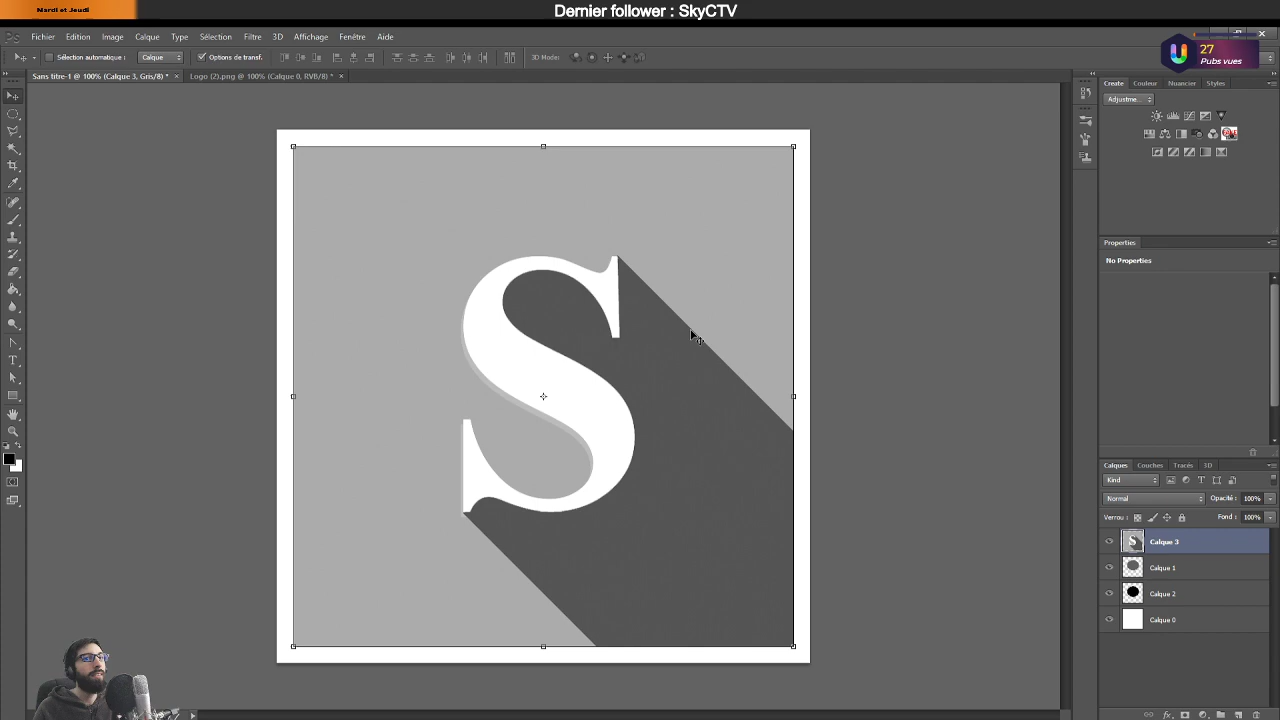 Mardi et Jeudi
Dernier follower : SkyCTV
Ps Fichier Edition Image Calque Type Sélection Filtre 3D Affichage Fenêtre Aide
Sélection automatique : Calque Options de transf. 3D Mode :
27
Pubs vues
Sans titre-1 @ 100% (Calque 3, Gris/8) * × Logo (2).png @ 100% (Calque 0, RVB/8) * ×
Create Couleur Nuancier Styles
Adjustme...
Properties
No Properties
S
Calques Couches Tracés 3D
Kind
Normal Opacité : 100%
Verrou : Fond : 100%
Calque 3
Calque 1
Calque 2
Calque 0